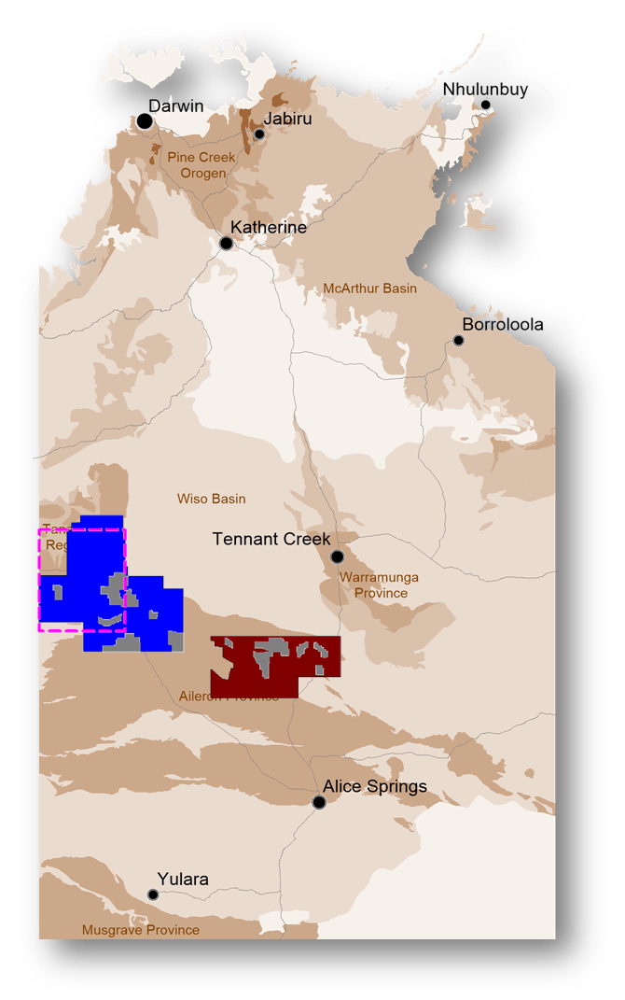 Nhulunbuy
Darwin
Jabiru
Pine Creek
Orogen
Katherine
McArthur Basin
Borroloola
Wiso Basin
Tennant Creek
Warramunga
Province
Aileron Province
Alice Springs
Yulara
Musgrave Province